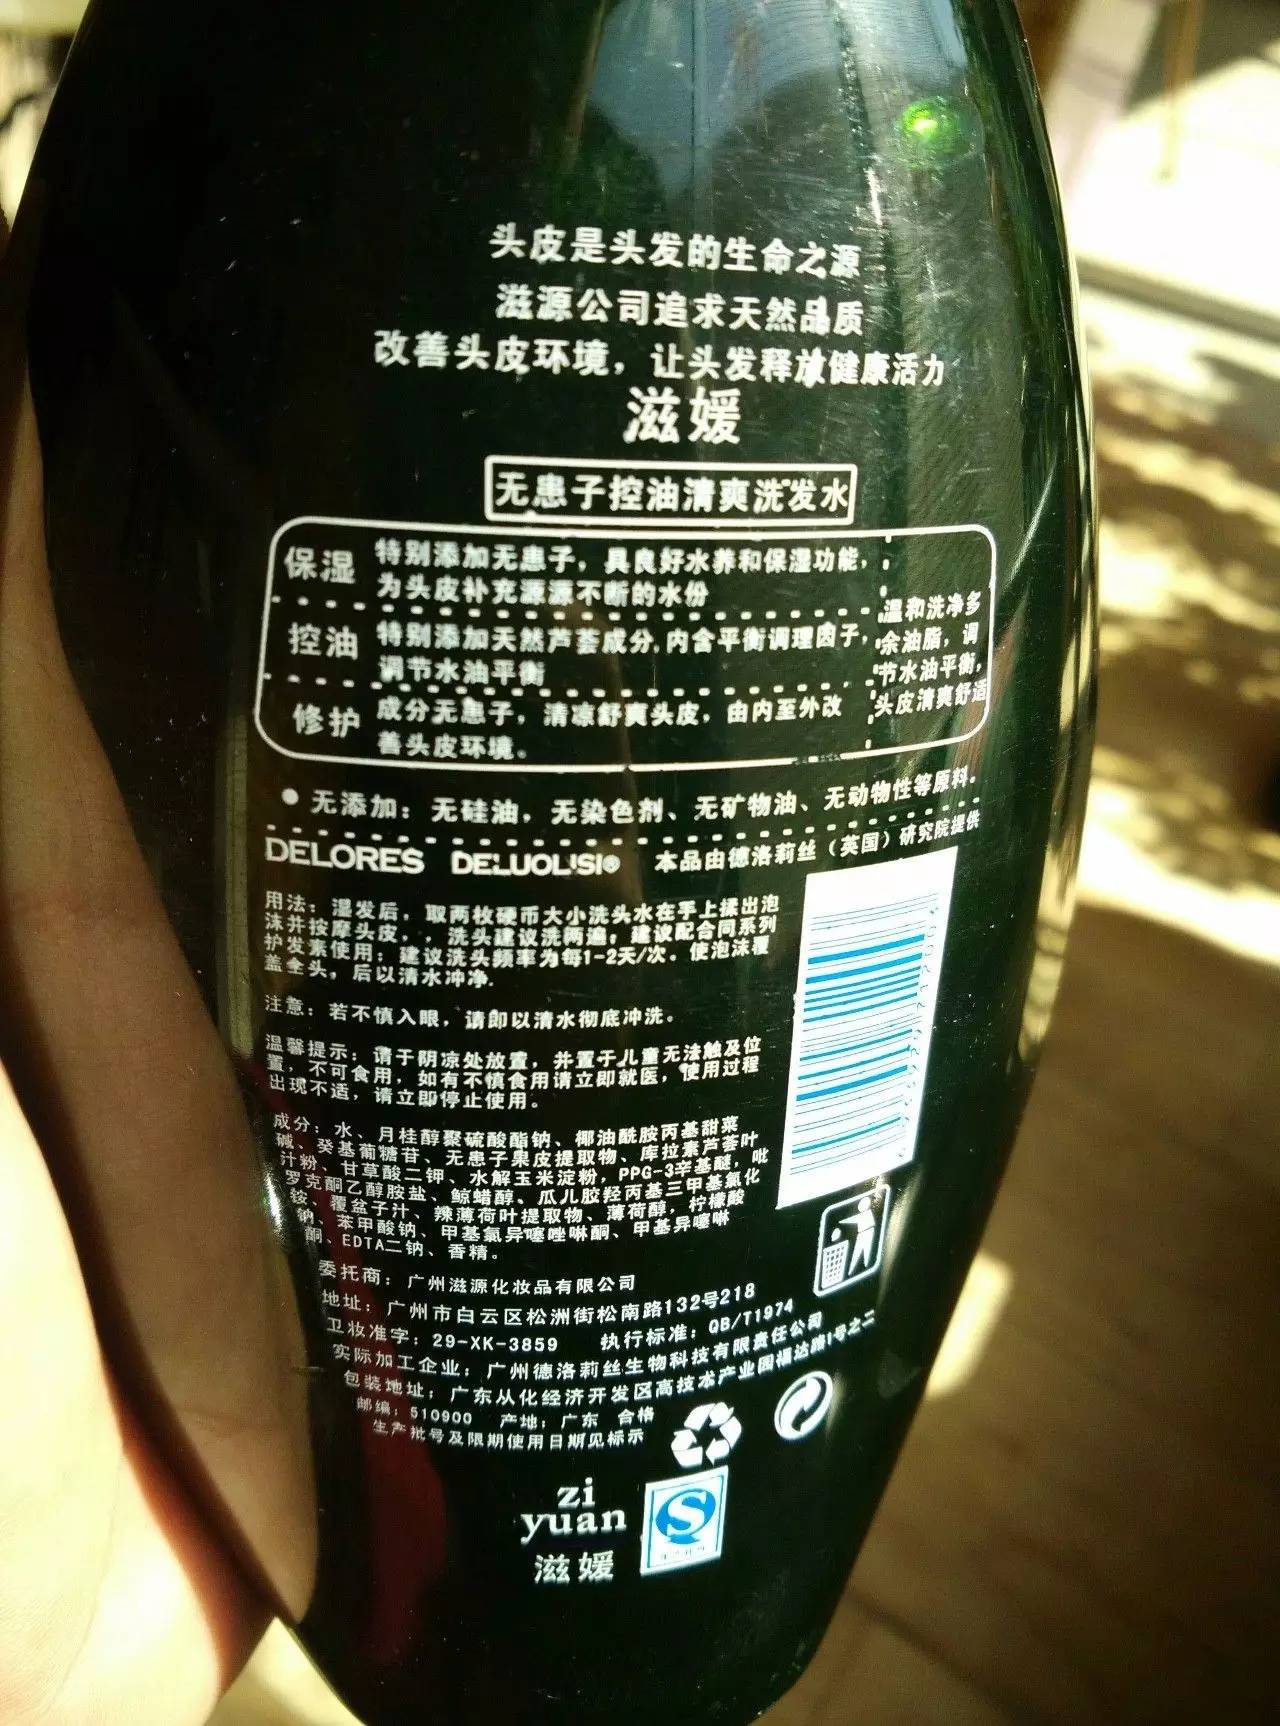 头皮是头发的生命之源
滋源公司追求天然品质
改善头皮环境，让头发释放健康活力
滋媛
无患子控油清爽洗发水
保湿
特别添加无患子，具良好水养和保湿功能，
为头皮补充源源不断的水份
控油
特别添加天然芦荟成分，内含平衡调理因子，
调节水油平衡
修护
成分无患子，清凉舒爽头皮，由内至外改
善头皮环境。
温和洗净多
余油脂，调
节水油平衡，
头皮清爽舒适
● 无添加：无硅油，无染色剂、无矿物油、无动物性等原料。
DELORES DELUOLISI® 本品由德洛莉丝（英国）研究院提供
用法：湿发后，取两枚硬币大小洗头水在手上揉出泡
沫并按摩头皮，，洗头建议洗两遍，建议配合同系列
护发素使用；建议洗头频率为每1-2天/次。使泡沫覆
盖全头，后以清水冲净.
注意：若不慎入眼，请即以清水彻底冲洗。
温馨提示：请于阴凉处放置，并置于儿童无法触及位
置，不可食用，如有不慎食用请立即就医，使用过程
出现不适，请立即停止使用。
成分：水、月桂醇聚硫酸酯钠、椰油酰胺丙基甜菜
碱、癸基葡糖苷、无患子果皮提取物、库拉索芦荟叶
汁粉、甘草酸二钾、水解玉米淀粉，PPG-3辛基醚，吡
罗克酮乙醇胺盐、鲸蜡醇、瓜儿胶羟丙基三甲基氯化
铵、覆盆子汁、辣薄荷叶提取物、薄荷醇，柠檬酸
钠、苯甲酸钠、甲基氯异噻唑啉酮、甲基异噻啉
酮、EDTA二钠、香精。
委托商：广州滋源化妆品有限公司
地址：广州市白云区松洲街松南路132号218
卫妆准字：29-XK-3859 执行标准：QB/T1974
实际加工企业：广州德洛莉丝生物科技有限责任公司
包装地址：广东从化经济开发区高技术产业园福达路1号之二
邮编：510900 产地：广东 合格
生产批号及限期使用日期见标示
zi
yuan
滋媛